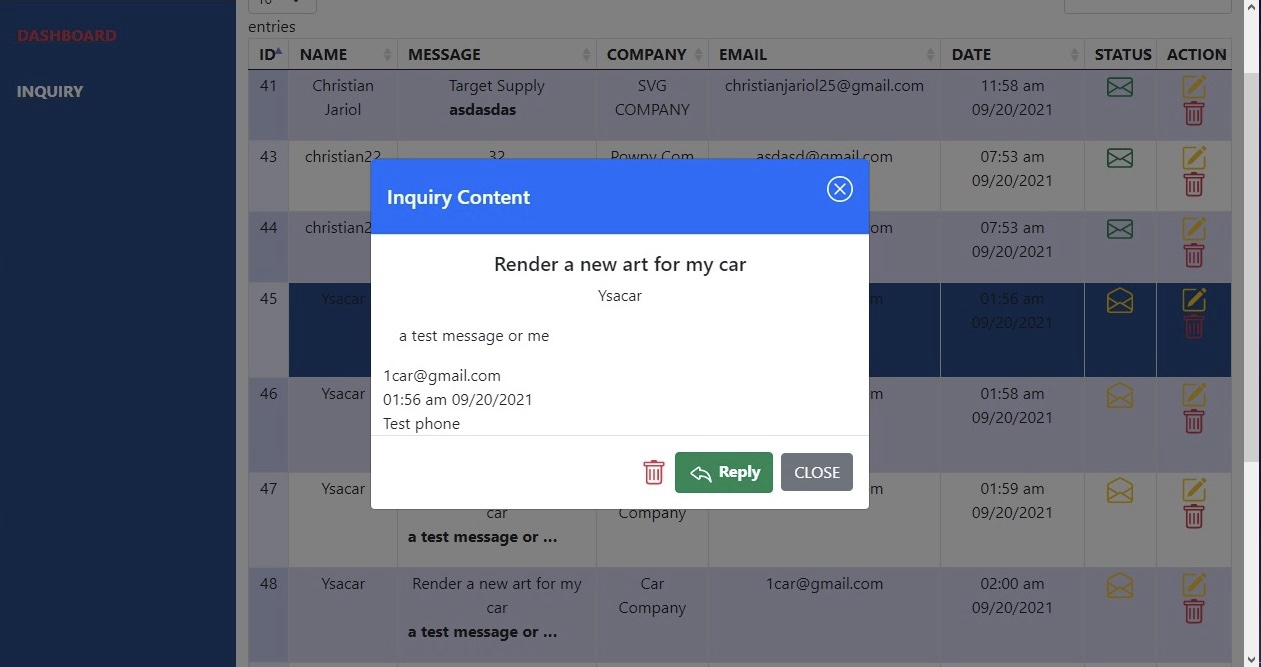 10
entries
DASHBOARD
INQUIRY
ID NAME MESSAGE COMPANY EMAIL DATE STATUS ACTION
41 Christian Target Supply SVG christianjariol25@gmail.com 11:58 am
Jariol asdasdas COMPANY 09/20/2021
43 christian22 32 Powny Com asdasd@gmail.com 07:53 am
09/20/2021
44 christian2 om 07:53 am
09/20/2021
45 Ysacar m 01:56 am
09/20/2021
46 Ysacar m 01:58 am
09/20/2021
47 Ysacar m 01:59 am
car Company 09/20/2021
a test message or ...
48 Ysacar Render a new art for my Car 1car@gmail.com 02:00 am
car Company 09/20/2021
a test message or ...
Inquiry Content
Render a new art for my car
Ysacar
a test message or me
1car@gmail.com
01:56 am 09/20/2021
Test phone
Reply CLOSE